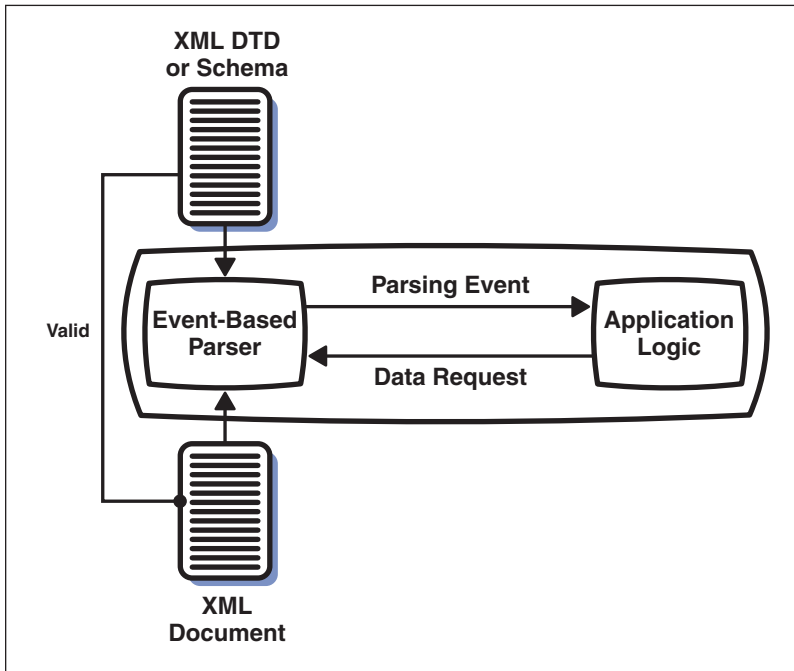 XML DTD
or Schema
Parsing Event
Event-Based
Parser
Application
Logic
Valid
Data Request
XML
Document